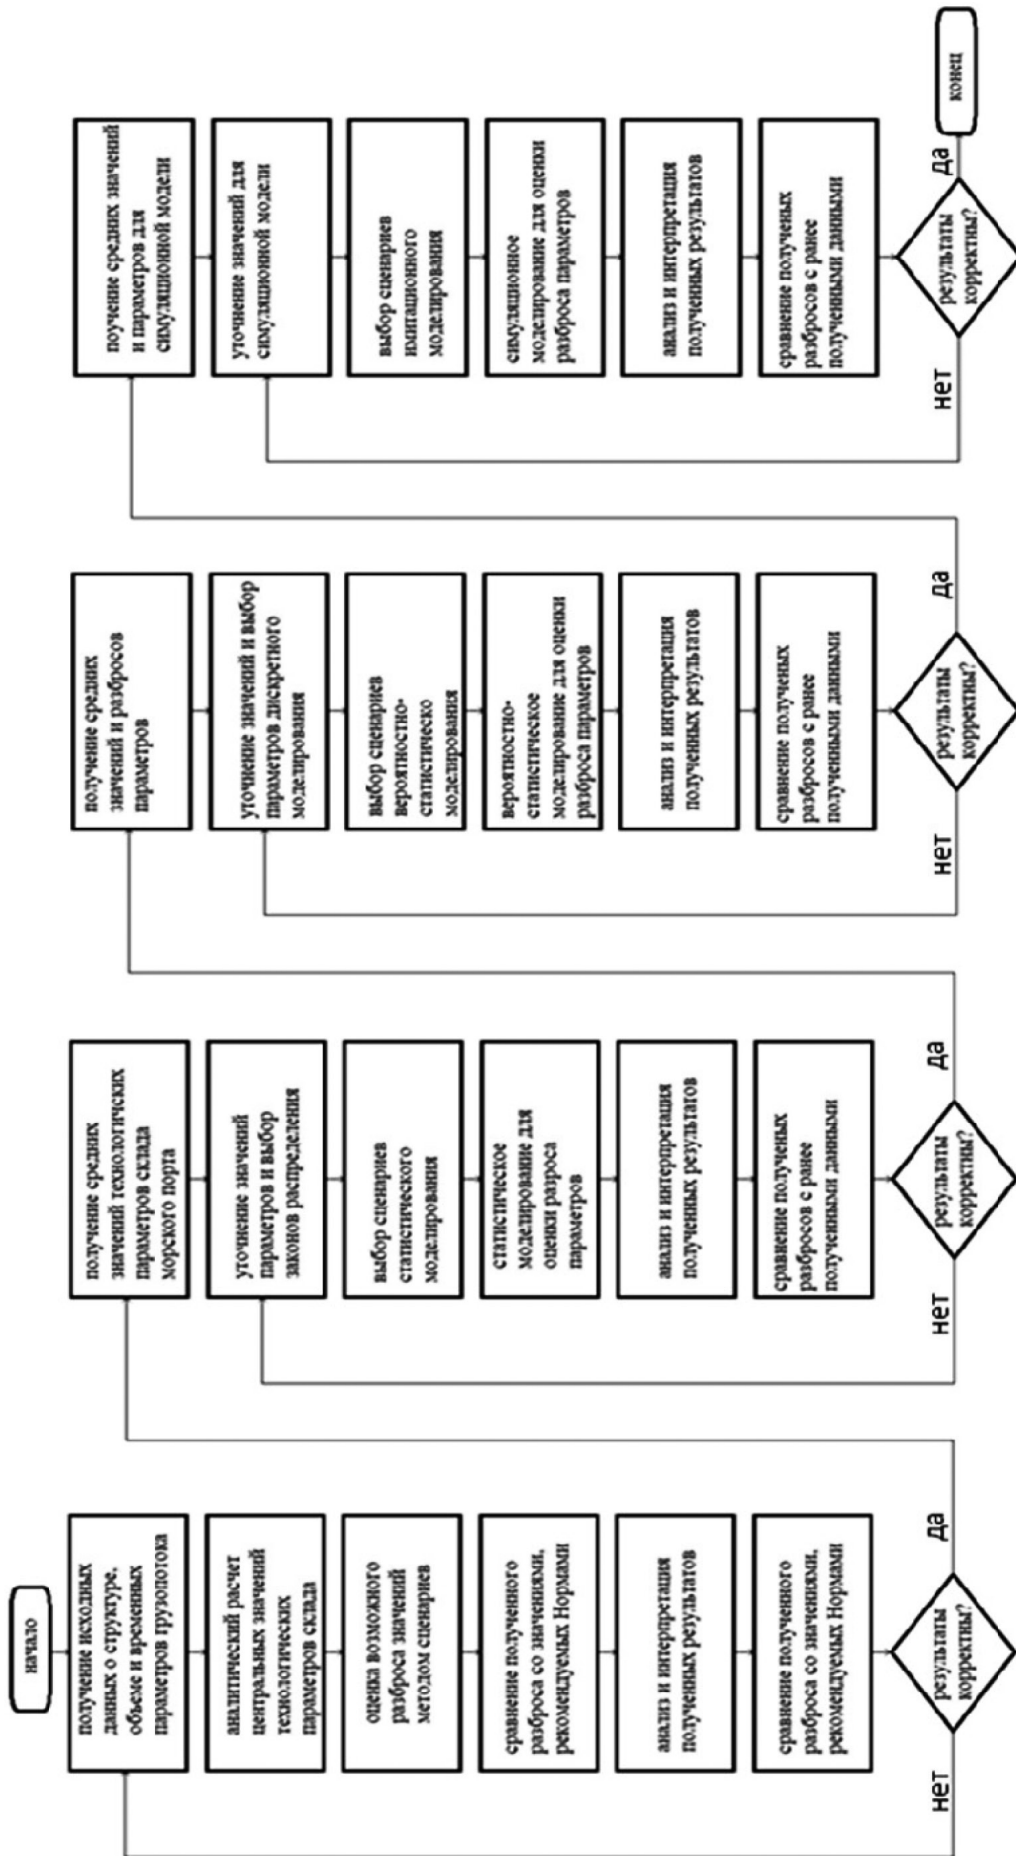 начало
получение исходных
данных о структуре,
объеме и временных
параметров грузопотока
аналитический расчет
центральных значений
технологических
параметров склада
оценка возможного
разброса значений
методом сценариев
сравнение полученного
разброса со значениями,
рекомендуемых Нормами
анализ и интерпретация
полученных результатов
сравнение полученного
разброса со значениями,
рекомендуемых Нормами
результаты
корректны?
нет
да
получение средних
значений технологичских
параметров склада
морского порта
уточнение значений
параметров и выбор
законов распределения
выбор сценариев
статистического
моделирования
статистическое
моделирование для
оценки разроса
параметров
анализ и интерпретация
полученных результатов
сравнение полученых
разбросов с ранее
полученными данными
результаты
корректны?
нет
да
получение средних
значений и разбросов
параметров
уточнение значений и выбор
параметров дискретного
моделирования
выбор сценариев
вероятностно-
статистическо
моделирования
вероятностно-
статистическое
моделирование для оценки
разброса параметров
анализ и интерпретация
полученных результатов
сравнение полученых
разбросов с ранее
полученными данными
результаты
корректны?
нет
да
поучение средних значений
и параметров для
симуляционной модели
уточнение значений для
симуляционной модели
выбор сценариев
имитационного
моделирования
симуляционное
моделирование для оценки
разброса параметров
анализ и интерпретация
полученных результатов
сравнение полученых
разбросов с ранее
полученными данными
результаты
корректны?
нет
да
конец